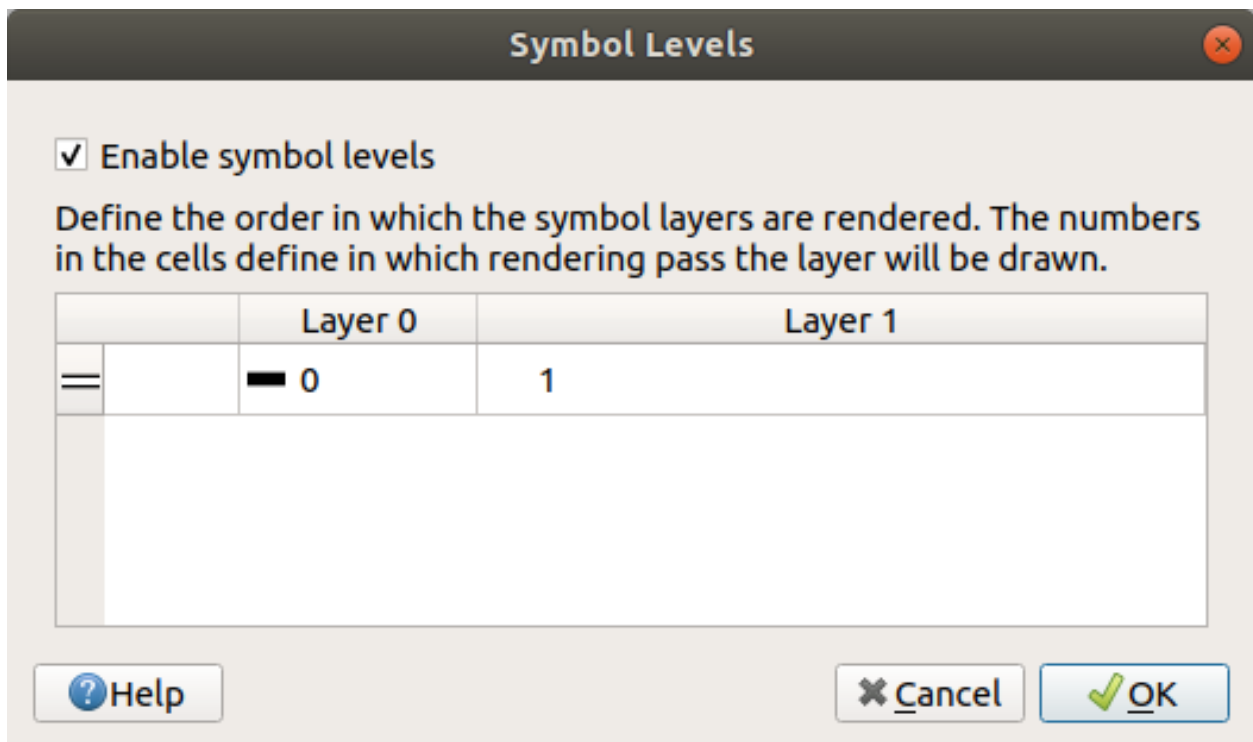 Symbol Levels
Enable symbol levels
Define the order in which the symbol layers are rendered. The numbers
in the cells define in which rendering pass the layer will be drawn.
Layer 0 Layer 1
0 1
Help Cancel OK